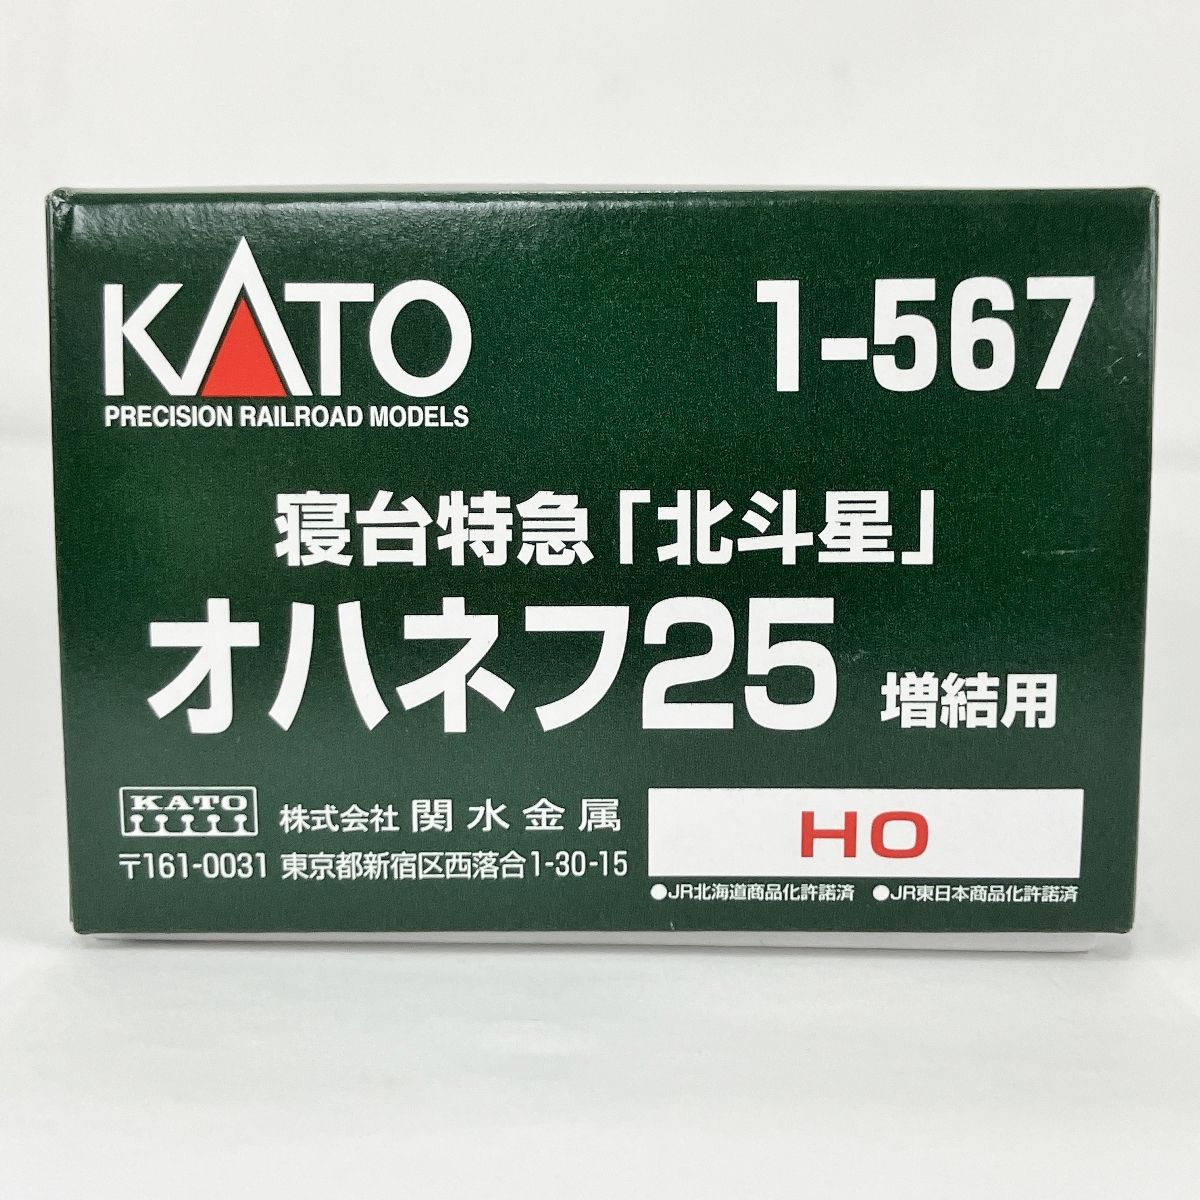 KATO
PRECISION RAILROAD MODELS
1-567
寝台特急「北斗星」
オハネフ25 増結用
KATO 株式会社 関水金属
〒161-0031 東京都新宿区西落合1-30-15
HO
●JR北海道商品化許諾済 ●JR東日本商品化許諾済